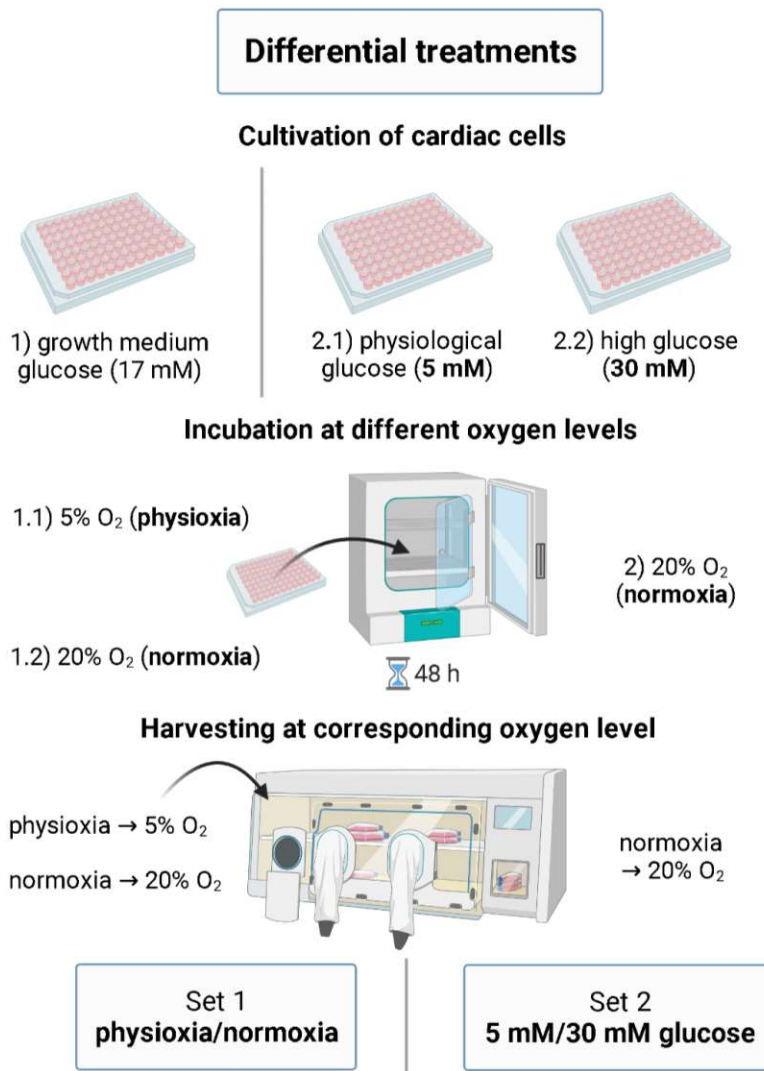 Differential treatments
Cultivation of cardiac cells
1) growth medium
glucose (17 mM)
2.1) physiological
glucose (5 mM)
2.2) high glucose
(30 mM)
Incubation at different oxygen levels
1.1) 5% O₂ (physioxia)
2) 20% O₂
(normoxia)
1.2) 20% O₂ (normoxia)
48 h
Harvesting at corresponding oxygen level
physioxia → 5% O₂
normoxia → 20% O₂
normoxia
→ 20% O₂
Set 1
physioxia/normoxia
Set 2
5 mM/30 mM glucose